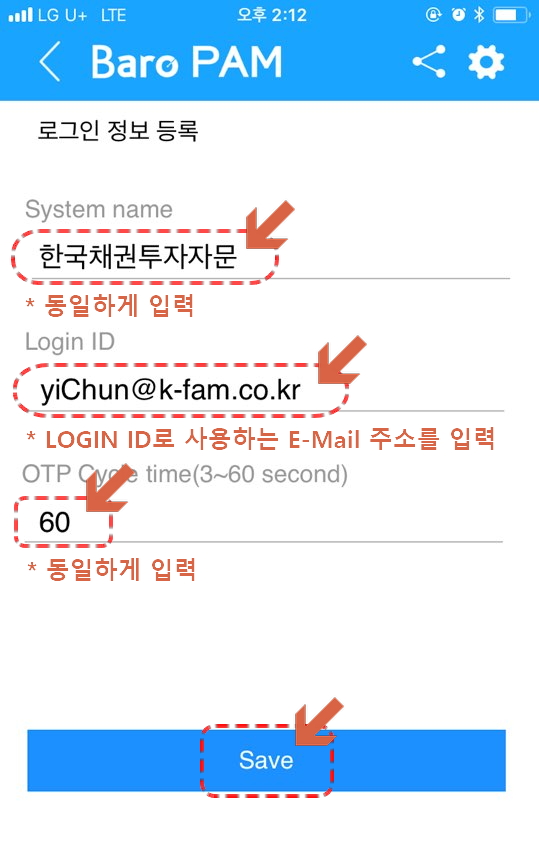 LG U+ LTE 오후 2:12
Baro PAM
로그인 정보 등록
System name
한국채권투자자문
* 동일하게 입력
Login ID
yiChun@k-fam.co.kr
* LOGIN ID로 사용하는 E-Mail 주소를 입력
OTP Cycle time(3~60 second)
60
* 동일하게 입력
Save